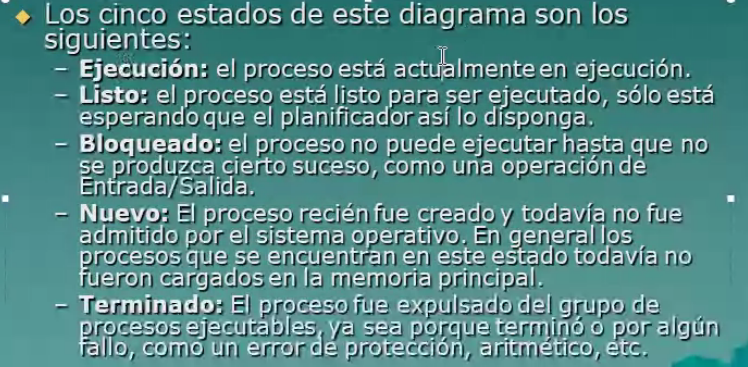 Los cinco estados de este diagrama son los
siguientes:
– Ejecución: el proceso está actualmente en ejecución.
– Listo: el proceso está listo para ser ejecutado, sólo está
esperando que el planificador así lo disponga.
– Bloqueado: el proceso no puede ejecutar hasta que no
se produzca cierto suceso, como una operación de
Entrada/Salida.
– Nuevo: El proceso recién fue creado y todavía no fue
admitido por el sistema operativo. En general los
procesos que se encuentran en este estado todavía no
fueron cargados en la memoria principal.
– Terminado: El proceso fue expulsado del grupo de
procesos ejecutables, ya sea porque terminó o por algún
fallo, como un error de protección, aritmético, etc.